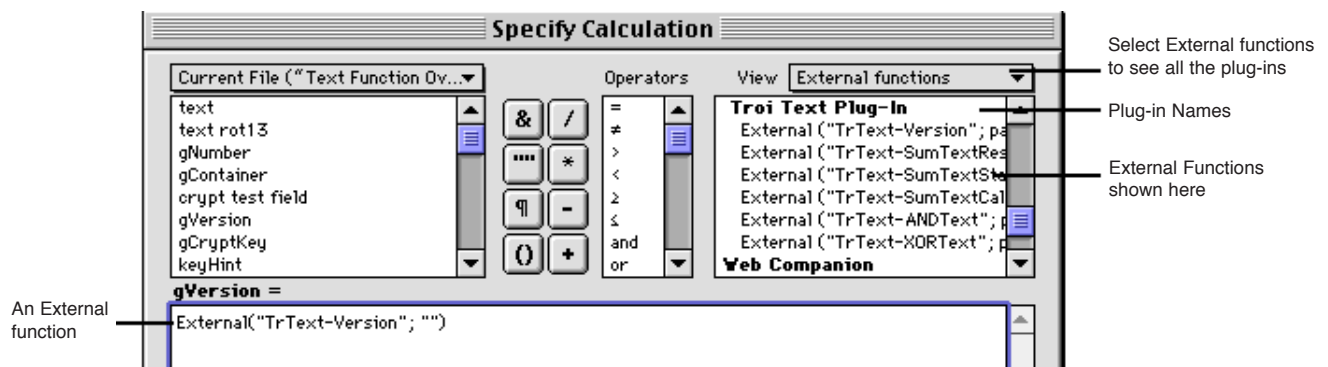 Specify Calculation
Current File ("Text Function Ov...
Operators
View External functions
text
text rot13
gNumber
gContainer
crypt test field
gVersion
gCryptKey
keyHint
&
/
""
*
¶
-
()
+
=
≠
>
<
≥
≤
and
or
Troi Text Plug-In
External ("TrText-Version"; pa
External ("TrText-SumTextRes
External ("TrText-SumTextSta
External ("TrText-SumTextCal
External ("TrText-ANDText"; p
External ("TrText-XORText"; p
Web Companion
gVersion =
External("TrText-Version"; "")
Select External functions
to see all the plug-ins
Plug-in Names
External Functions
shown here
An External
function